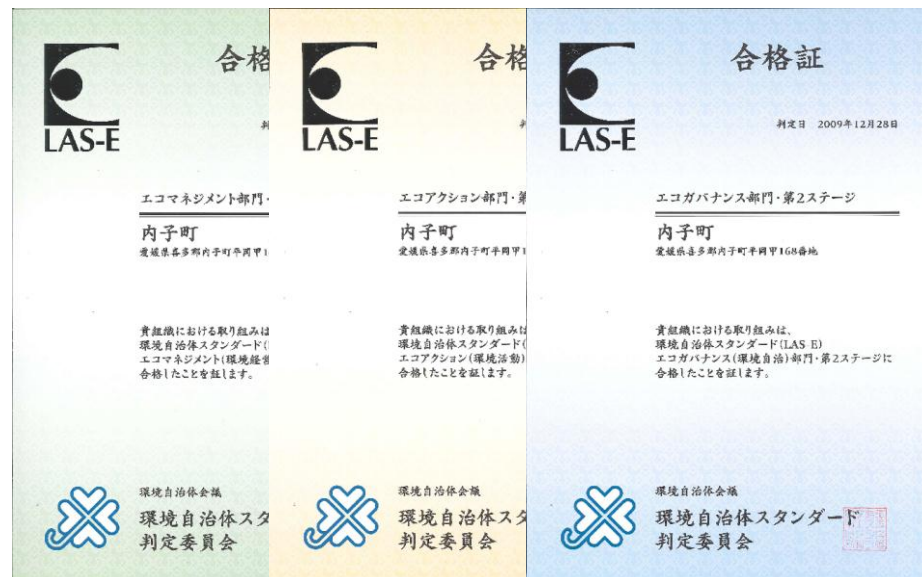 合格
LAS-E
判
エコマネジメント部門・
内子町
愛媛県喜多郡内子町平岡甲1
貴組織における取り組みは
環境自治体スタンダード(
エコマネジメント(環境経営
合格したことを証します。
環境自治体会議
環境自治体スタ
判定委員会
合格
LAS-E
エコアクション部門・第
内子町
愛媛県喜多郡内子町平岡甲1
貴組織における取り組みは
環境自治体スタンダード(
エコアクション(環境活動)
合格したことを証します。
環境自治体会議
環境自治体スタ
判定委員会
合格証
LAS-E
判定日 2009年12月28日
エコガバナンス部門・第2ステージ
内子町
愛媛県喜多郡内子町平岡甲168番地
貴組織における取り組みは、
環境自治体スタンダード(LAS-E)
エコガバナンス(環境自治)部門・第2ステージに
合格したことを証します。
環境自治体会議
環境自治体スタンダード
判定委員会